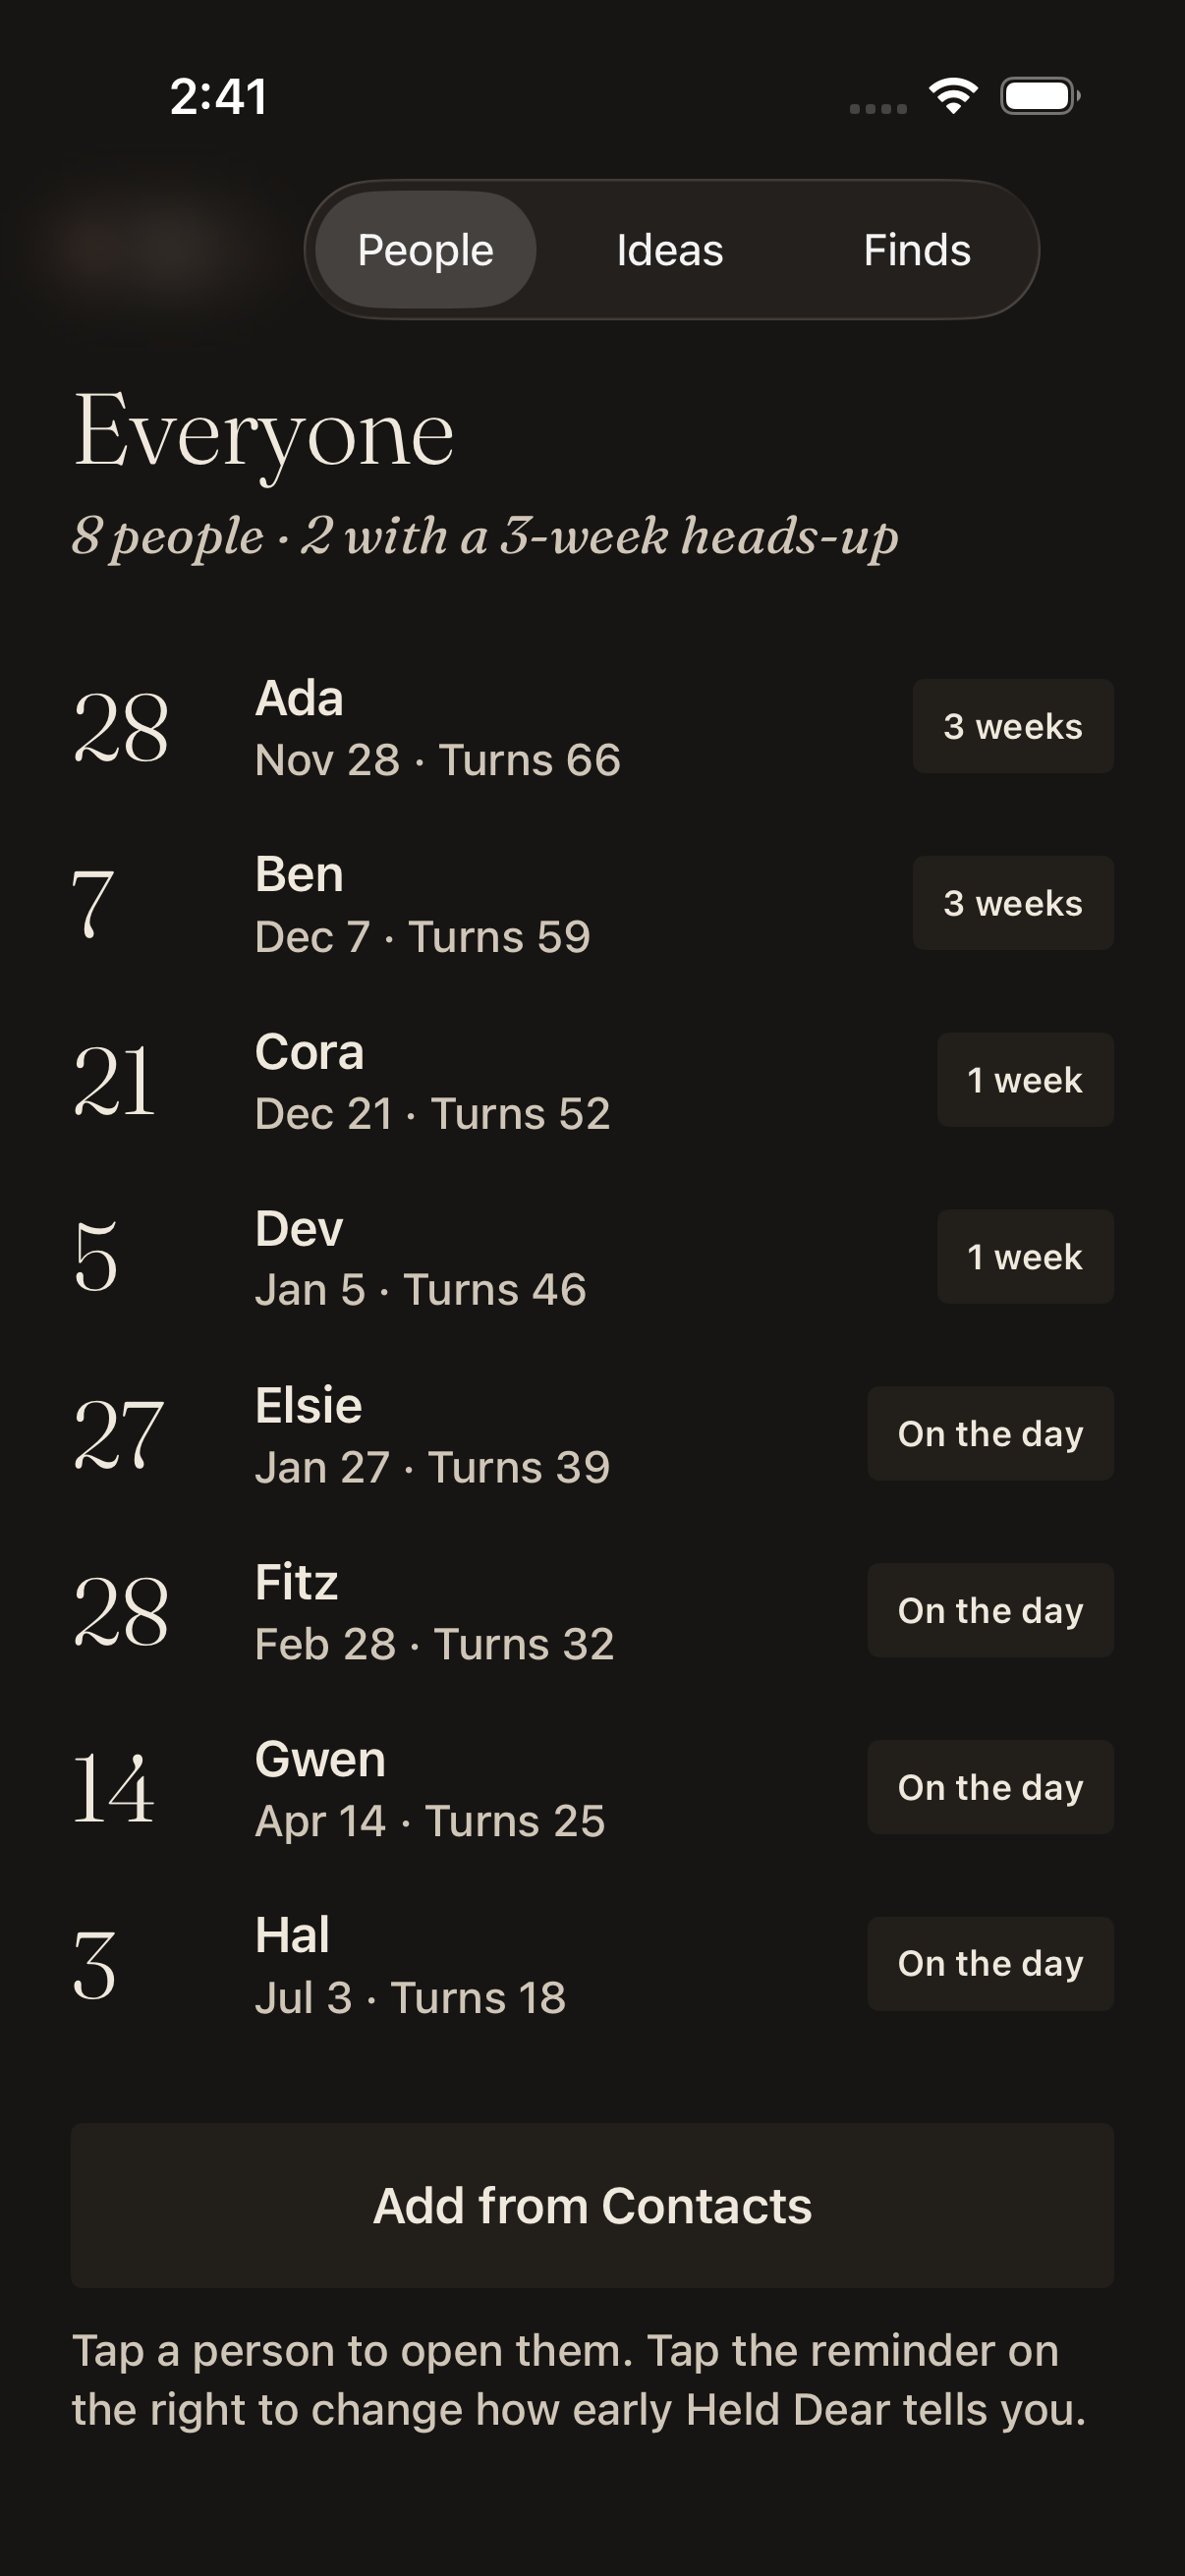 2:41
People Ideas Finds
Everyone
8 people · 2 with a 3-week heads-up
28 Ada 3 weeks
Nov 28 · Turns 66
7 Ben 3 weeks
Dec 7 · Turns 59
21 Cora 1 week
Dec 21 · Turns 52
5 Dev 1 week
Jan 5 · Turns 46
27 Elsie On the day
Jan 27 · Turns 39
28 Fitz On the day
Feb 28 · Turns 32
14 Gwen On the day
Apr 14 · Turns 25
3 Hal On the day
Jul 3 · Turns 18
Add from Contacts
Tap a person to open them. Tap the reminder on
the right to change how early Held Dear tells you.